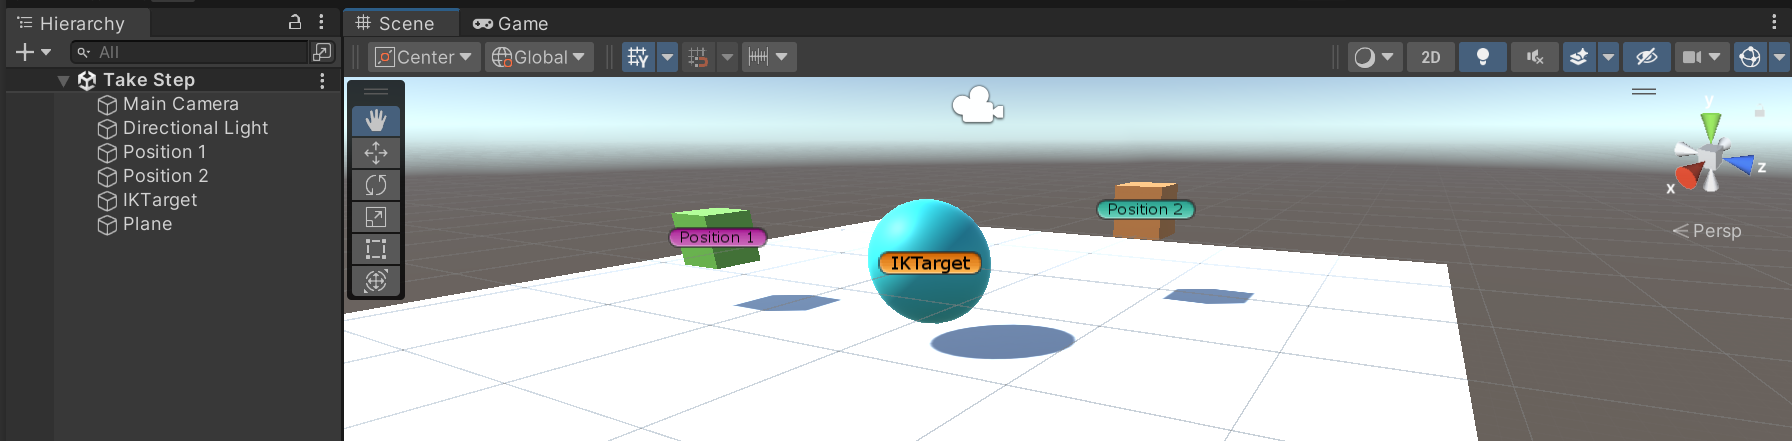 Hierarchy
All
Take Step
Main Camera
Directional Light
Position 1
Position 2
IKTarget
Plane
Scene
Game
Center
Global
2D
y
x
z
Persp
Position 1
IKTarget
Position 2